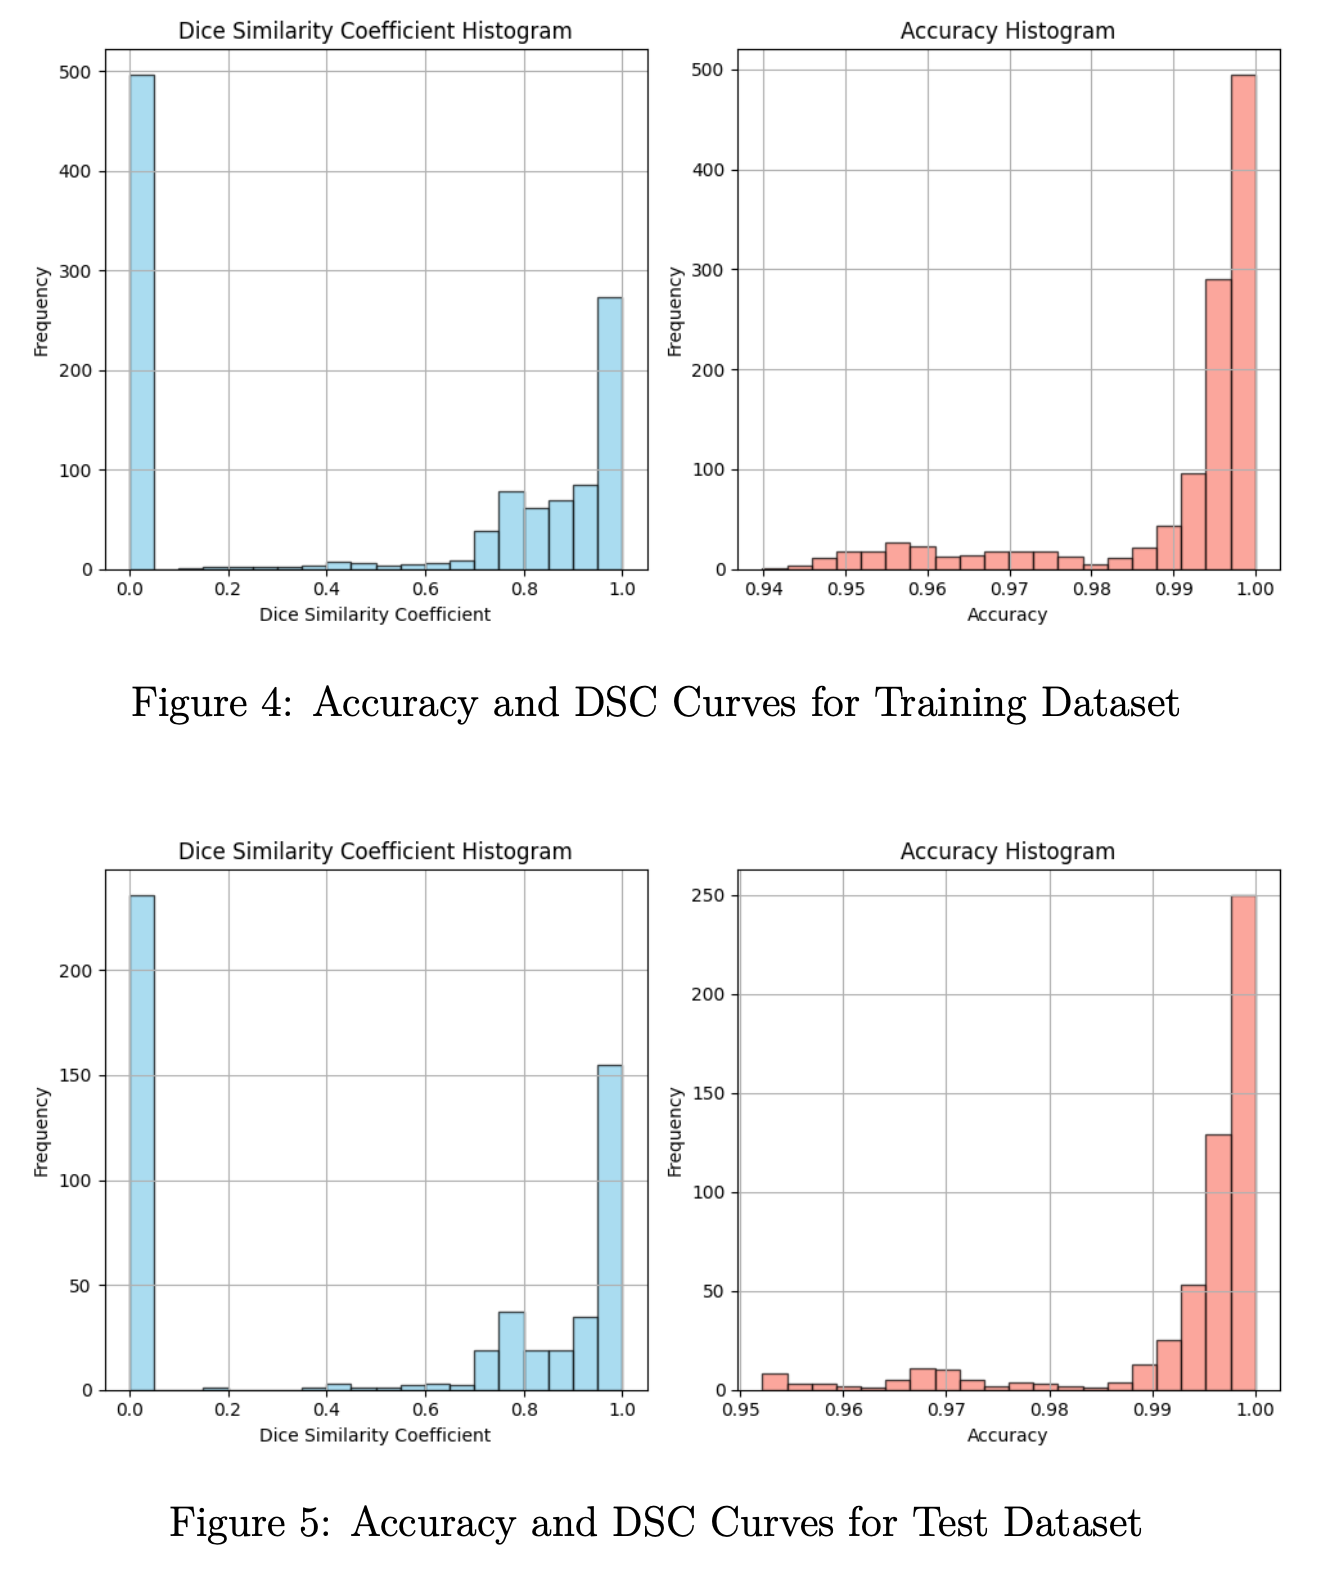 Dice Similarity Coefficient Histogram
500
400
300
200
100
0
Frequency
0.0 0.2 0.4 0.6 0.8 1.0
Dice Similarity Coefficient
Accuracy Histogram
500
400
300
200
100
0
Frequency
0.94 0.95 0.96 0.97 0.98 0.99 1.00
Accuracy
Figure 4: Accuracy and DSC Curves for Training Dataset
Dice Similarity Coefficient Histogram
200
150
100
50
0
Frequency
0.0 0.2 0.4 0.6 0.8 1.0
Dice Similarity Coefficient
Accuracy Histogram
250
200
150
100
50
0
Frequency
0.95 0.96 0.97 0.98 0.99 1.00
Accuracy
Figure 5: Accuracy and DSC Curves for Test Dataset